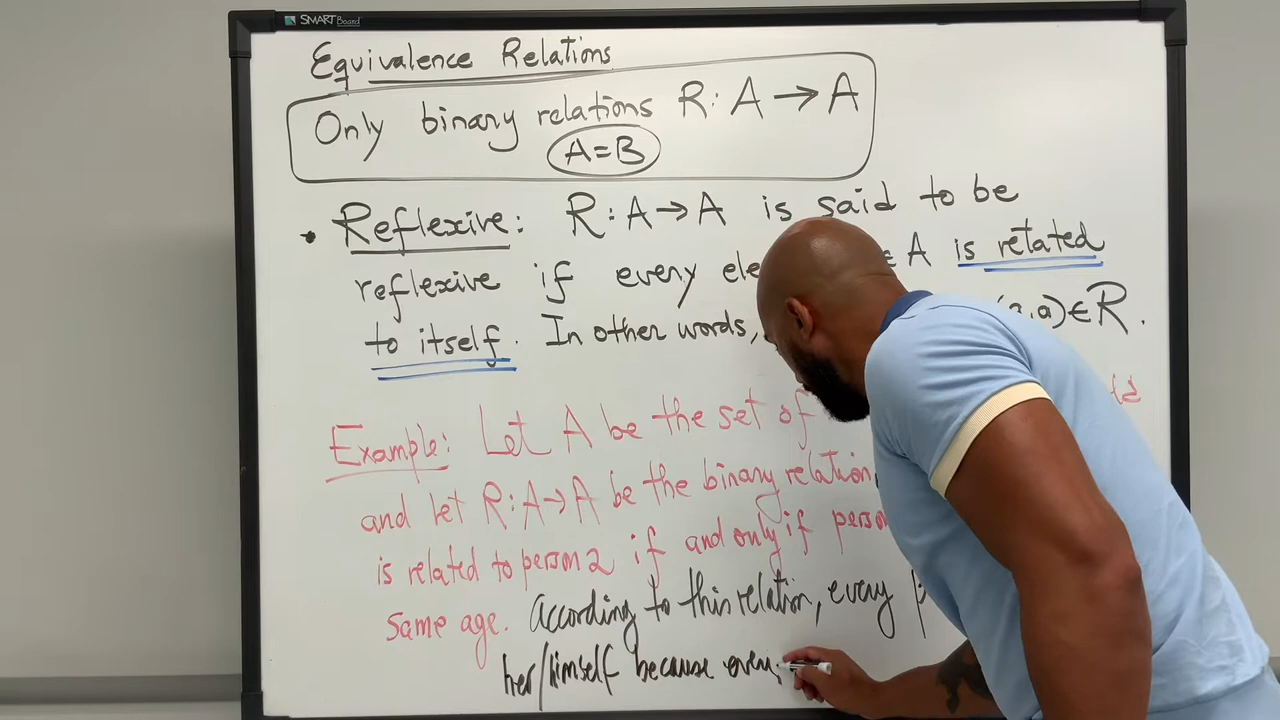 SMART Board
Equivalence Relations
Only binary relations R: A → A
A=B
• Reflexive: R: A→A is said to be
reflexive if every ∈ A is related
to itself. In other words, a) ∈ R.
Example: Let A be the set of
and let R: A→A be the binary relation
is related to person 2 if and only if person
same age. According to this relation, every
her/himself because every